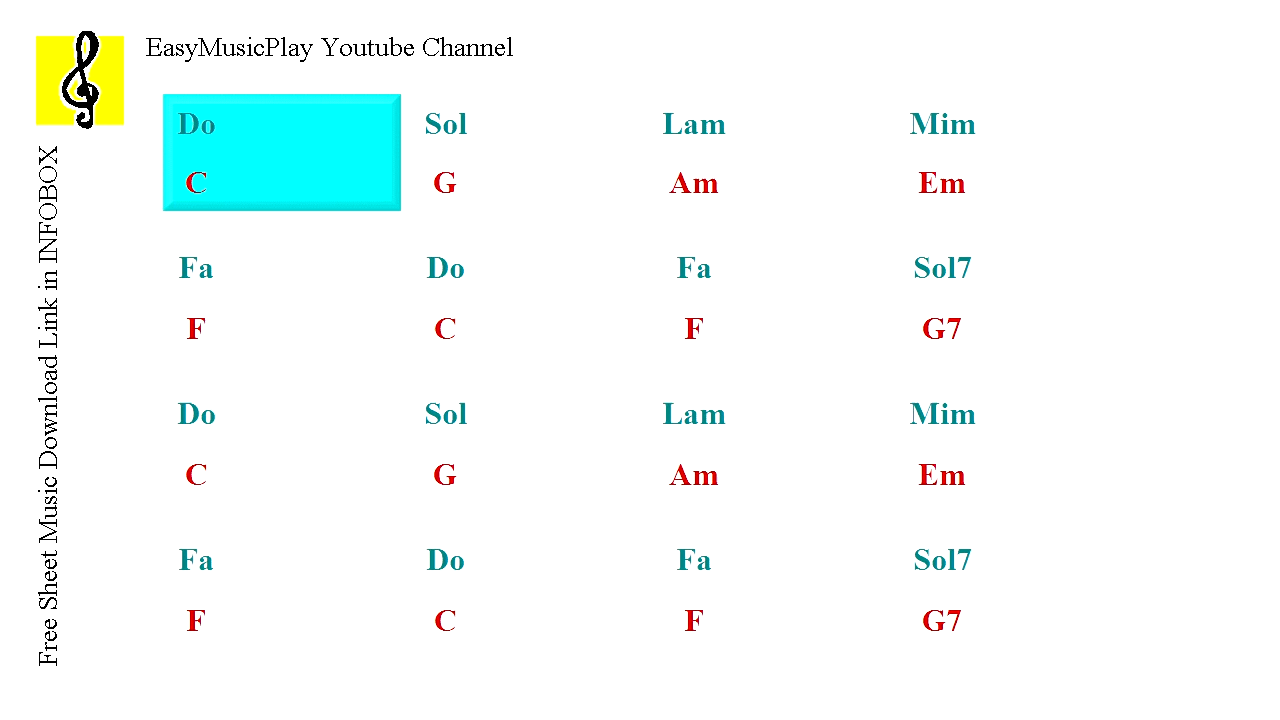 EasyMusicPlay Youtube Channel
Free Sheet Music Download Link in INFOBOX
Do Sol Lam Mim
C G Am Em
Fa Do Fa Sol7
F C F G7
Do Sol Lam Mim
C G Am Em
Fa Do Fa Sol7
F C F G7